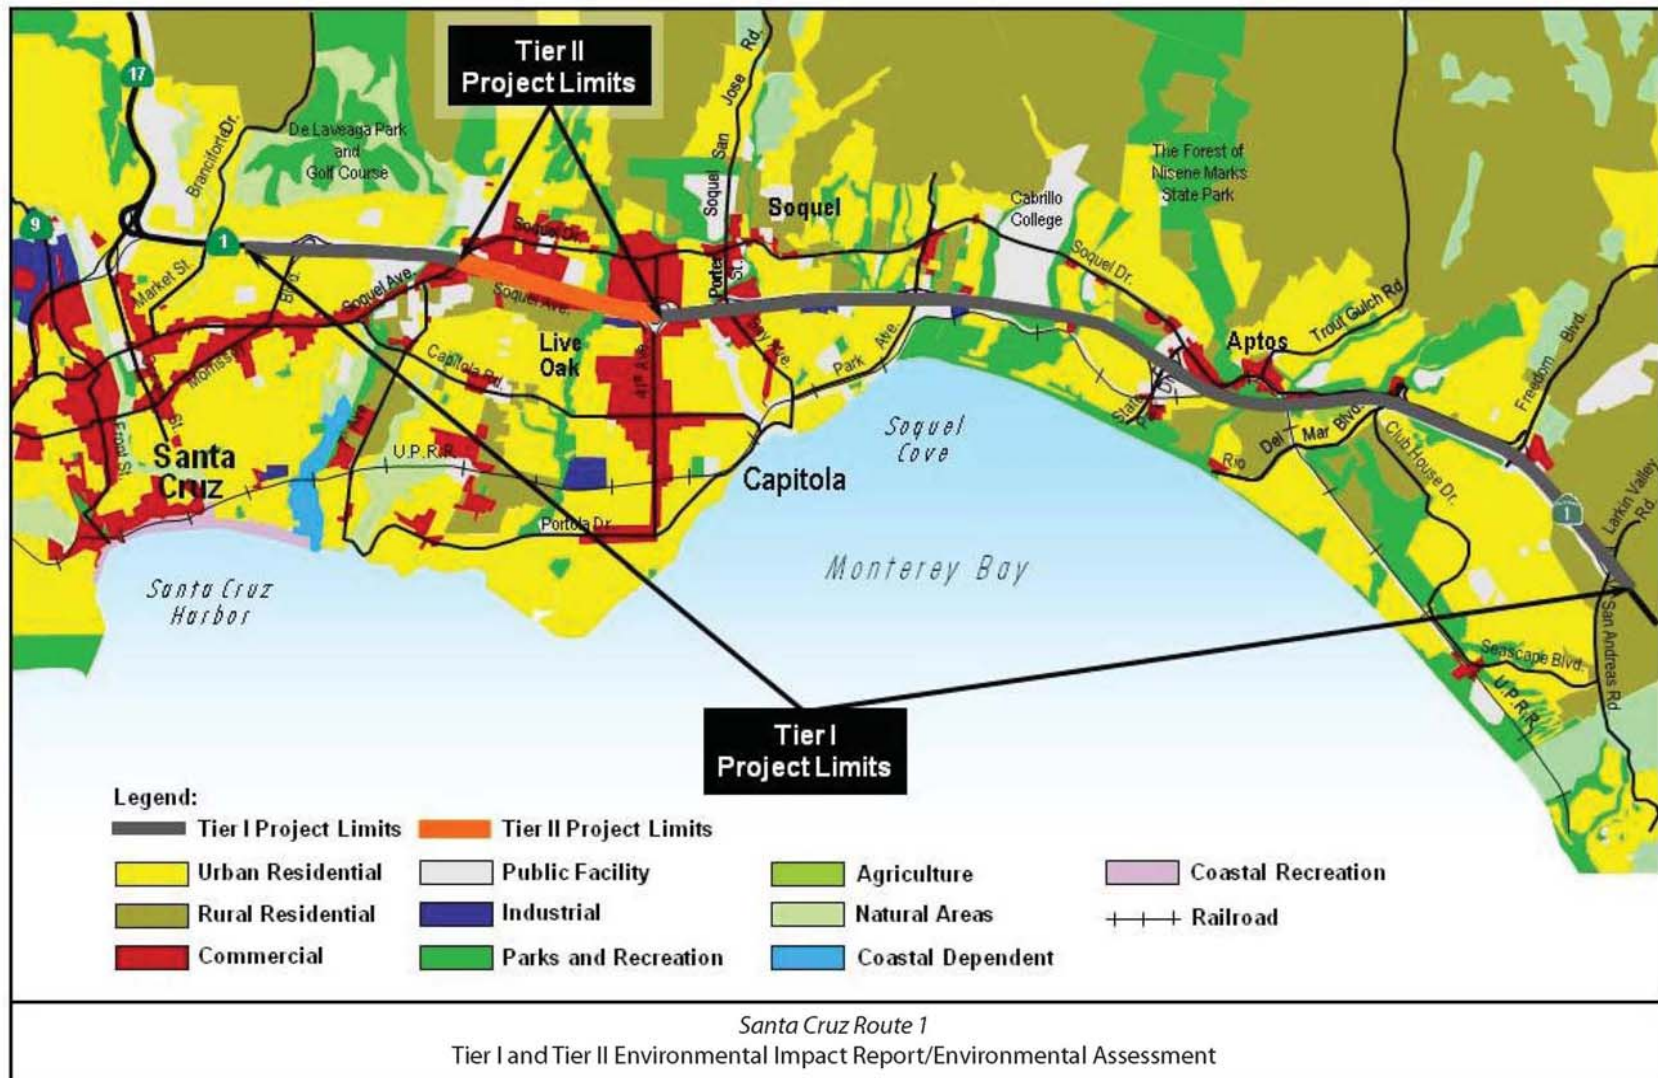 Tier II
Project Limits
17
Branciforte Dr.
De Laveaga Park
and
Golf Course
Soquel San Jose Rd.
The Forest of
Nisene Marks
State Park
Cabrillo
College
Soquel
9
1
Soquel Dr.
Soquel Dr.
Market St.
Blvd.
Soquel Ave.
Soquel Ave.
Porter
St.
Trout Gulch Rd
Aptos
Live
Oak
41st Ave.
Bay Ave.
Park Ave.
Morrissey
Capitola Rd.
7th Ave.
State
Park
Dr.
Freedom Blvd.
Soquel
Cove
Rio
Del
Mar Blvd.
Club House Dr.
Front St.
St.
Santa
Cruz
U.P.R.R.
Capitola
1
Larkin Valley
Rd.
Portola Dr.
Monterey Bay
Santa Cruz
Harbor
San Andreas Rd
Seascape Blvd.
U.P.R.R.
Tier I
Project Limits
Legend:
Tier I Project Limits
Tier II Project Limits
Urban Residential
Public Facility
Agriculture
Coastal Recreation
Rural Residential
Industrial
Natural Areas
Railroad
Commercial
Parks and Recreation
Coastal Dependent
Santa Cruz Route 1
Tier I and Tier II Environmental Impact Report/Environmental Assessment